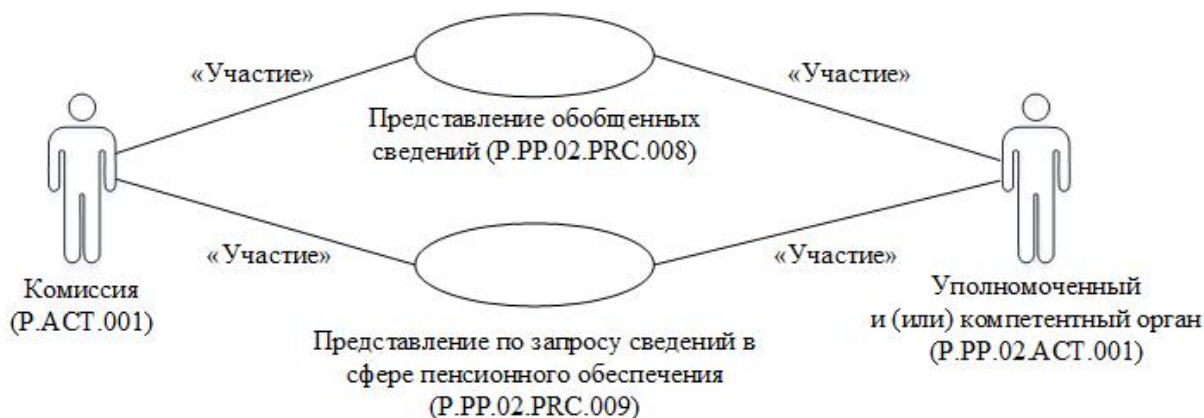 «Участие»
«Участие»
Представление обобщенных
сведений (P.PP.02.PRC.008)
«Участие»
«Участие»
Комиссия
(P.ACT.001)
Уполномоченный
и (или) компетентный орган
(P.PP.02.ACT.001)
Представление по запросу сведений в
сфере пенсионного обеспечения
(P.PP.02.PRC.009)